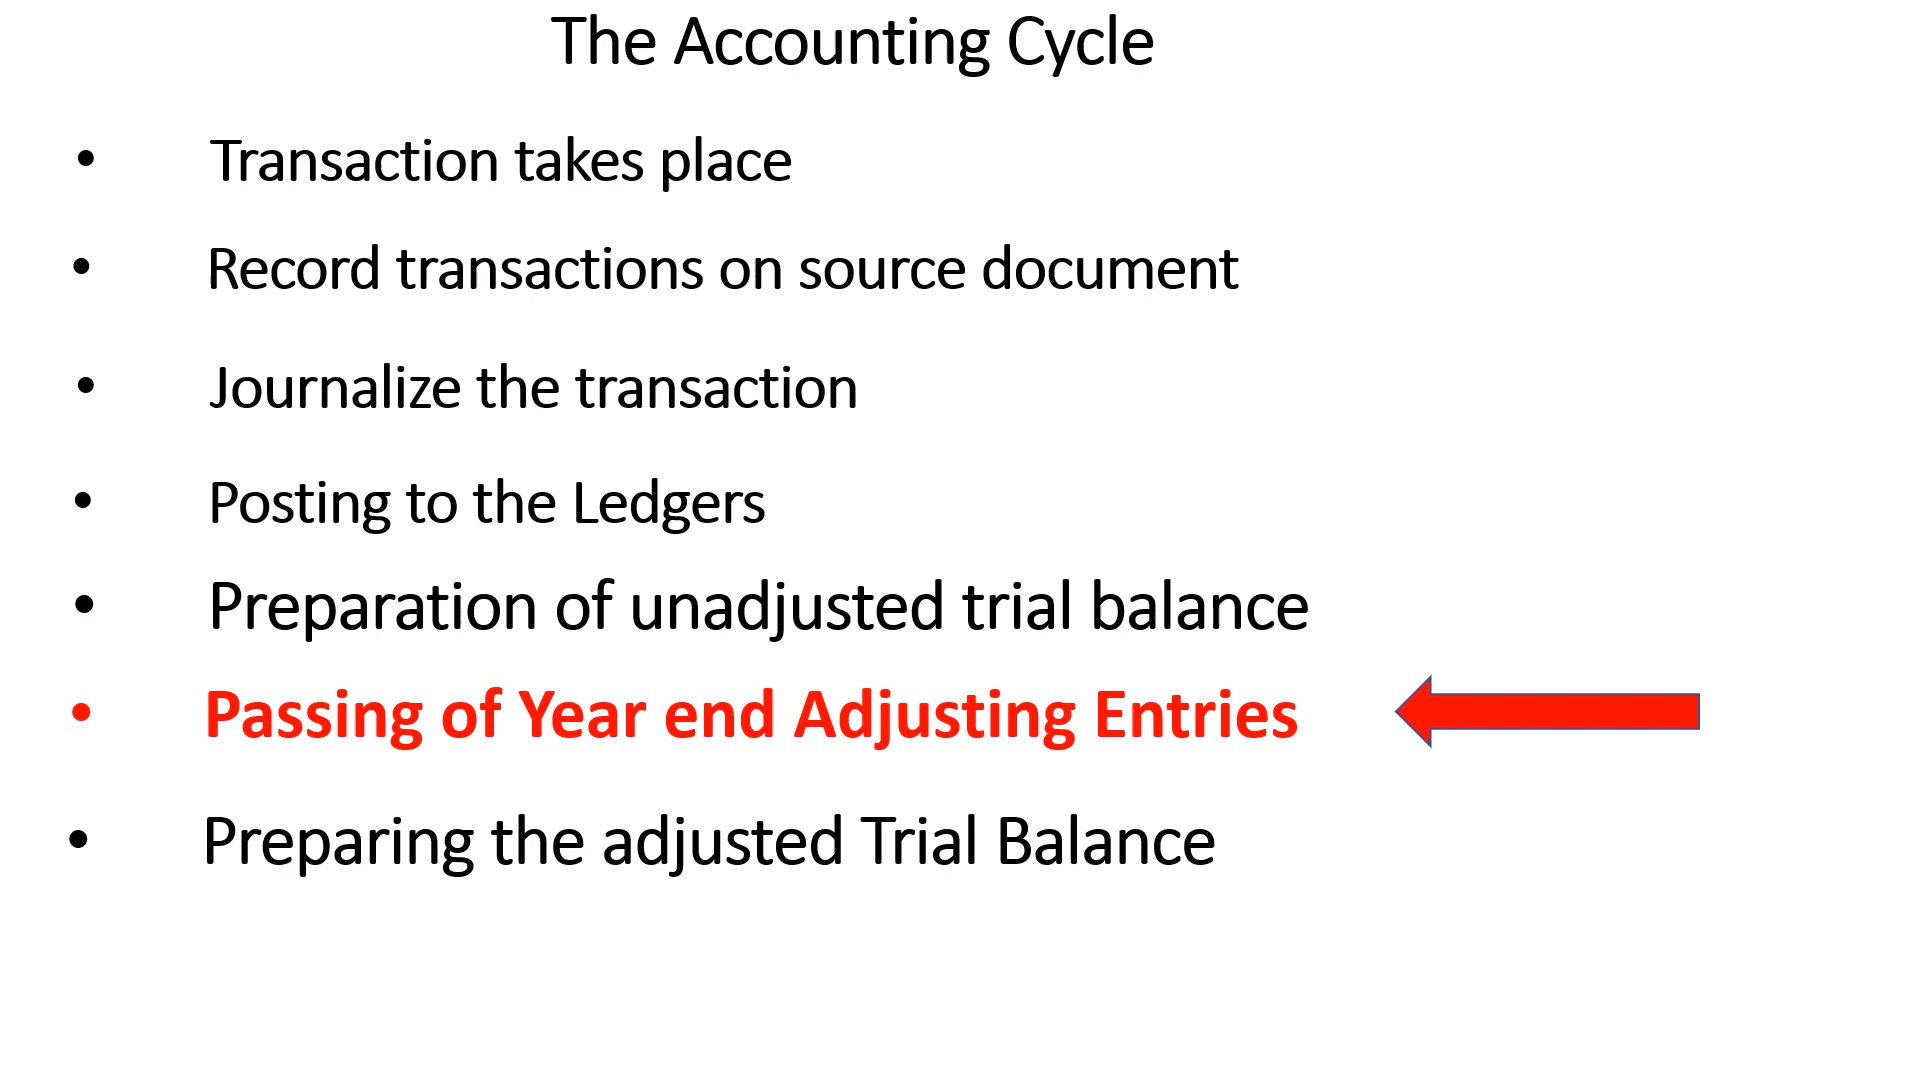 The Accounting Cycle
• Transaction takes place
• Record transactions on source document
• Journalize the transaction
• Posting to the Ledgers
• Preparation of unadjusted trial balance
• Passing of Year end Adjusting Entries
• Preparing the adjusted Trial Balance